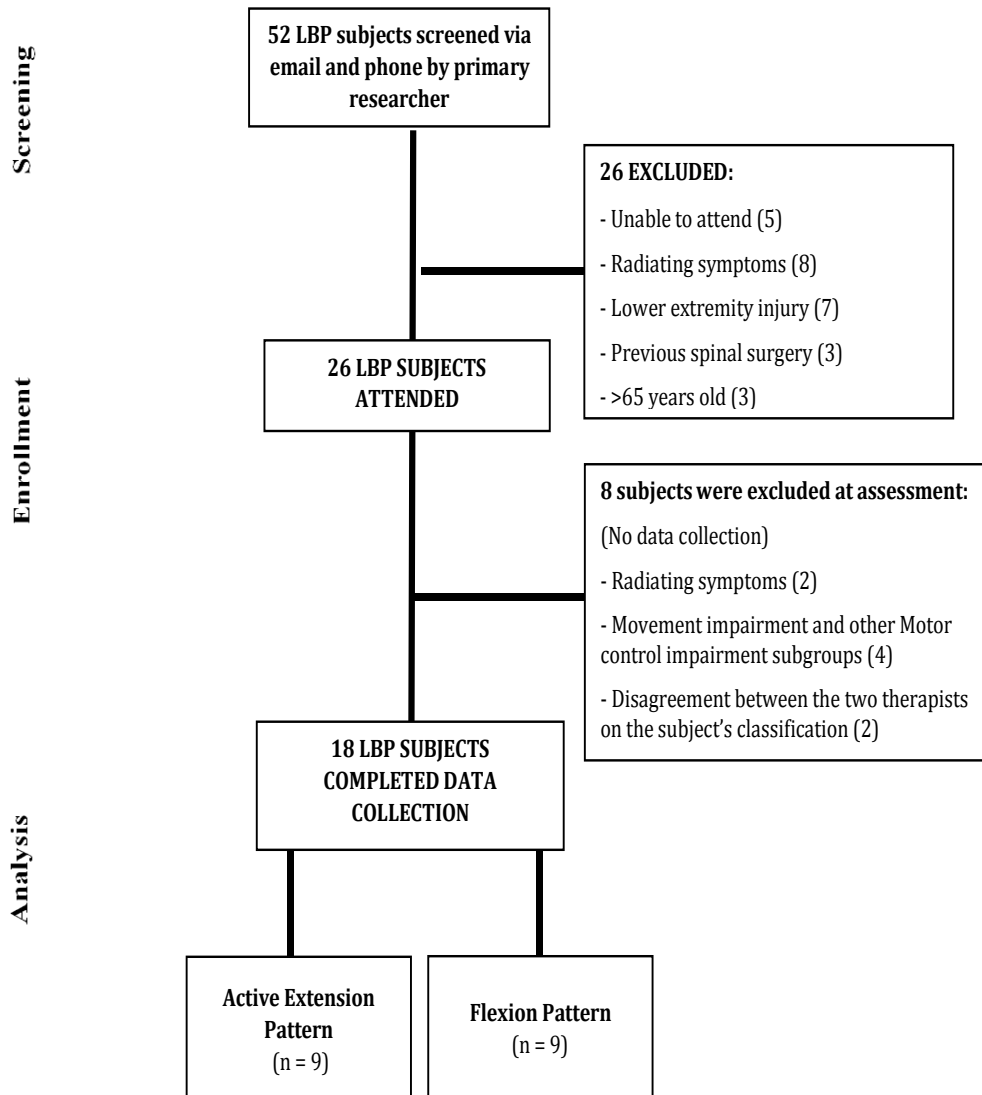 Screening
52 LBP subjects screened via
email and phone by primary
researcher
26 EXCLUDED:
- Unable to attend (5)
- Radiating symptoms (8)
- Lower extremity injury (7)
- Previous spinal surgery (3)
- >65 years old (3)
Enrollment
26 LBP SUBJECTS
ATTENDED
8 subjects were excluded at assessment:
(No data collection)
- Radiating symptoms (2)
- Movement impairment and other Motor
control impairment subgroups (4)
- Disagreement between the two therapists
on the subject's classification (2)
Analysis
18 LBP SUBJECTS
COMPLETED DATA
COLLECTION
Active Extension
Pattern
(n = 9)
Flexion Pattern
(n = 9)